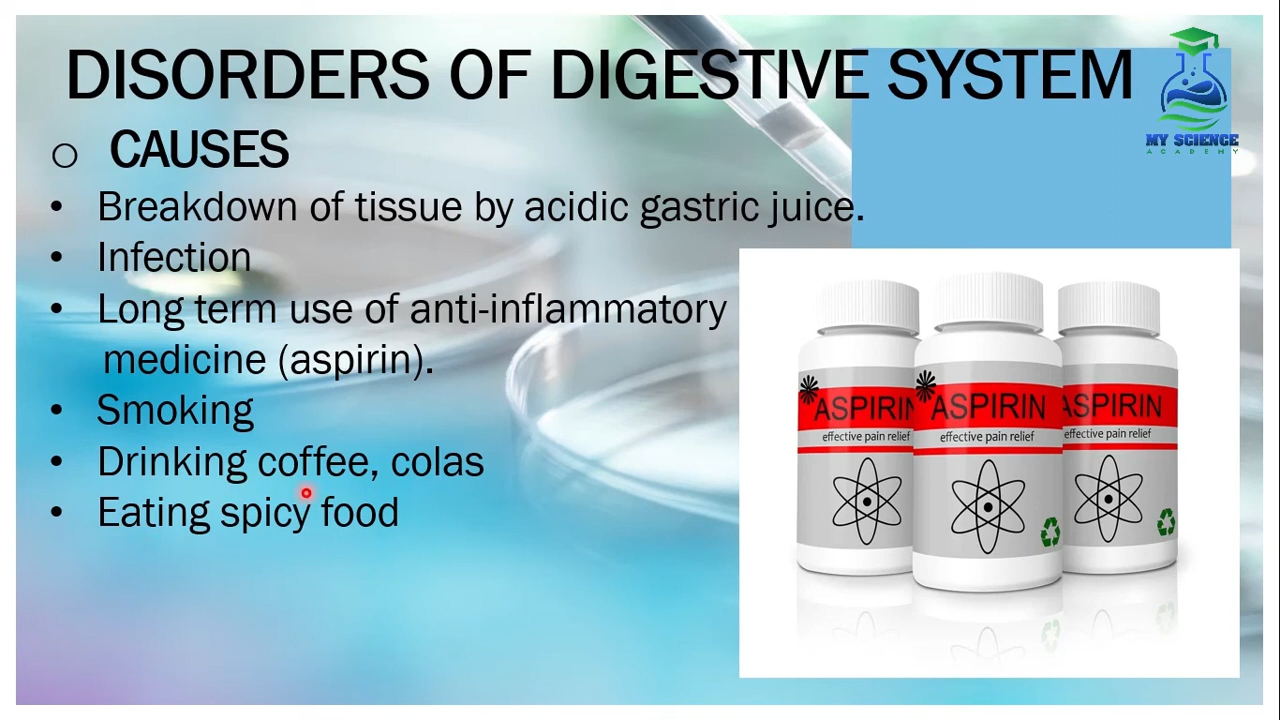 DISORDERS OF DIGESTIVE SYSTEM
MY SCIENCE
ACADEMY
o CAUSES
• Breakdown of tissue by acidic gastric juice.
• Infection
• Long term use of anti-inflammatory
medicine (aspirin).
• Smoking
• Drinking coffee, colas
• Eating spicy food
ASPIRIN
effective pain relief
ASPIRIN
effective pain relief
ASPIRIN
effective pain relief